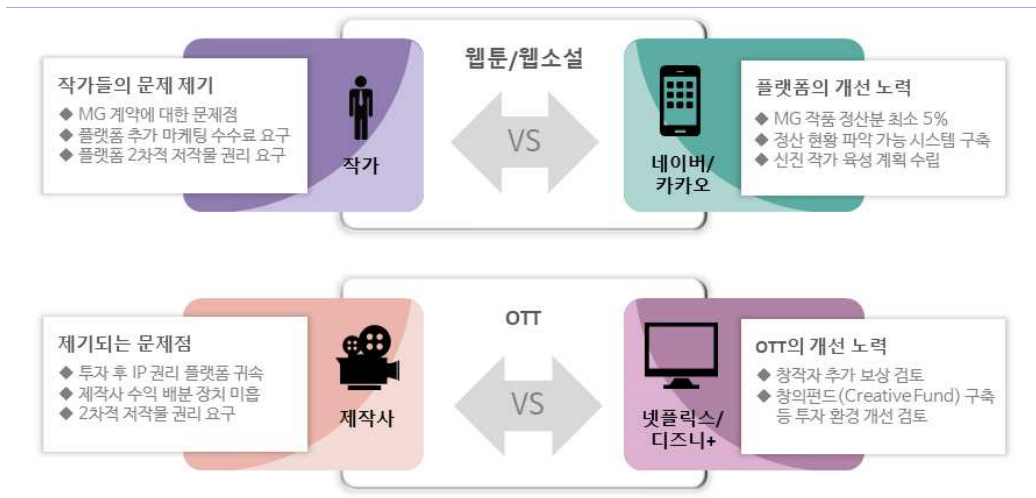 웹툰/웹소설
작가들의 문제 제기
◆ MG 계약에 대한 문제점
◆ 플랫폼 추가 마케팅 수수료 요구
◆ 플랫폼 2차적 저작물 권리 요구
작가
VS
네이버/
카카오
플랫폼의 개선 노력
◆ MG 작품 정산분 최소 5%
◆ 정산 현황 파악 가능 시스템 구축
◆ 신진 작가 육성 계획 수립
OTT
제기되는 문제점
◆ 투자 후 IP 권리 플랫폼 귀속
◆ 제작사 수익 배분 장치 미흡
◆ 2차적 저작물 권리 요구
제작사
VS
넷플릭스/
디즈니+
OTT의 개선 노력
◆ 창작자 추가 보상 검토
◆ 창의펀드(Creative Fund) 구축
등 투자 환경 개선 검토